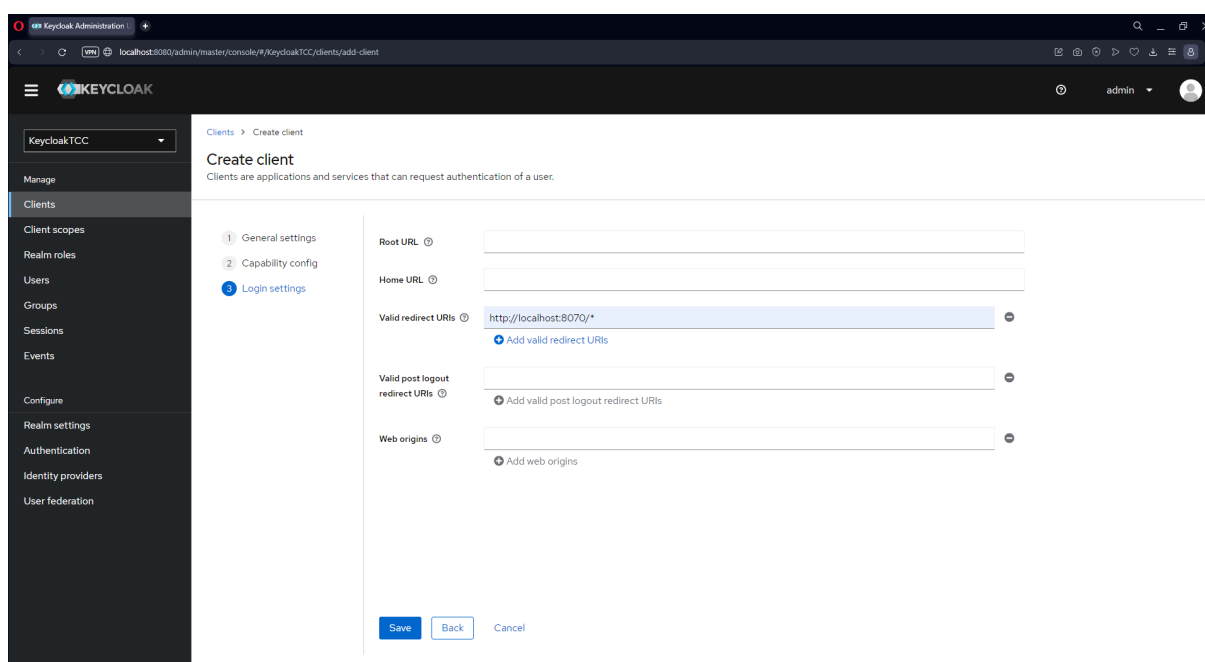 Keycloak Administration U
VPN
localhost:8080/admin/master/console/#/KeycloakTCC/clients/add-client
KEYCLOAK
admin
KeycloakTCC
Manage
Clients
Client scopes
Realm roles
Users
Groups
Sessions
Events
Configure
Realm settings
Authentication
Identity providers
User federation
Clients > Create client
Create client
Clients are applications and services that can request authentication of a user.
1 General settings
2 Capability config
3 Login settings
Root URL
Home URL
Valid redirect URIs
http://localhost:8070/*
Add valid redirect URIs
Valid post logout
redirect URIs
Add valid post logout redirect URIs
Web origins
Add web origins
Save
Back
Cancel